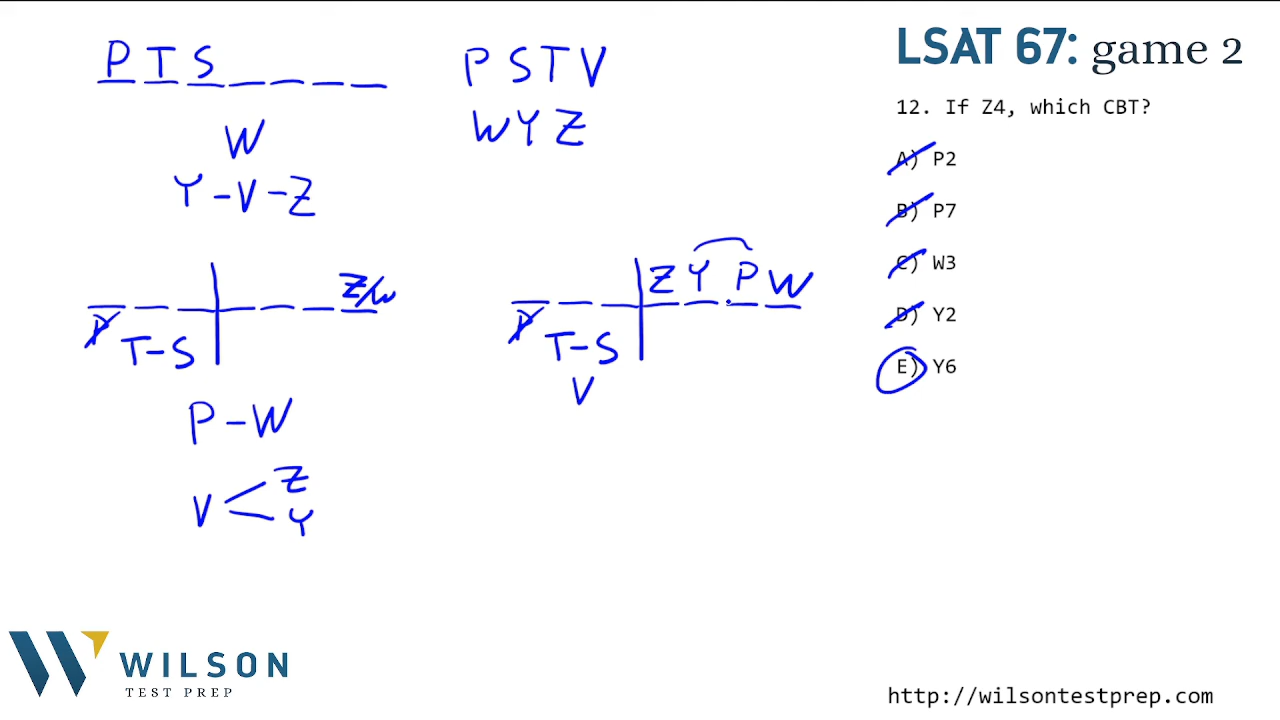 P T S
W
Y - V - Z
P S T V
W Y Z
LSAT 67: game 2
12. If Z4, which CBT?
A) P2
B) P7
C) W3
D) Y2
E) Y6
Z/W
P
T - S
P - W
V < Z
Y
Z Y P W
P
T - S
V
WILSON
TEST PREP
http://wilsontestprep.com